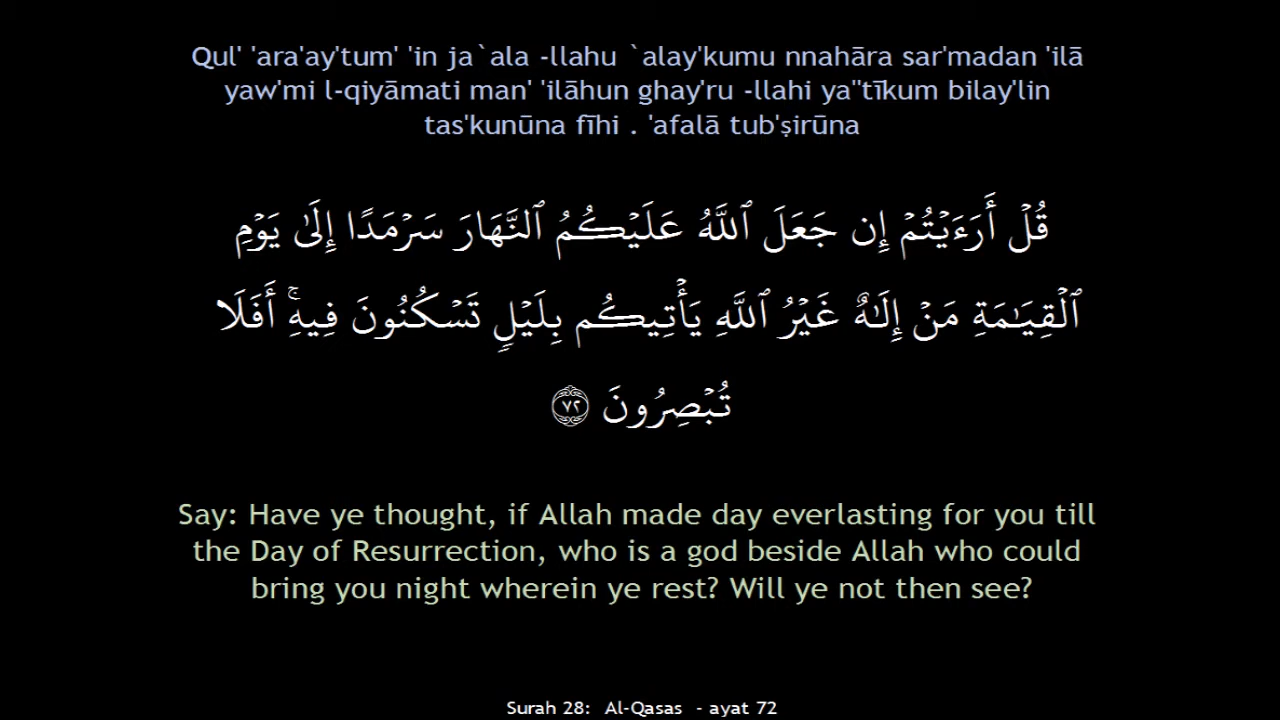 Qul' 'ara'ay'tum' 'in ja`ala -llahu `alay'kumu nnahāra sar'madan 'ilā
yaw'mi l-qiyāmati man' 'ilāhun ghay'ru -llahi ya''tīkum bilay'lin
tas'kunūna fīhi . 'afalā tub'ṣirūna
قُلۡ أَرَءَيۡتُمۡ إِن جَعَلَ ٱللَّهُ عَلَيۡكُمُ ٱلنَّهَارَ سَرۡمَدًا إِلَىٰ يَوۡمِ
ٱلۡقِيَـٰمَةِ مَنۡ إِلَـٰهٌ غَيۡرُ ٱللَّهِ يَأۡتِيكُم بِلَيۡلٍ۬ تَسۡكُنُونَ فِيهِ‌ۚ أَفَلَا
تُبۡصِرُونَ ٧٢
Say: Have ye thought, if Allah made day everlasting for you till
the Day of Resurrection, who is a god beside Allah who could
bring you night wherein ye rest? Will ye not then see?
Surah 28: Al-Qasas - ayat 72